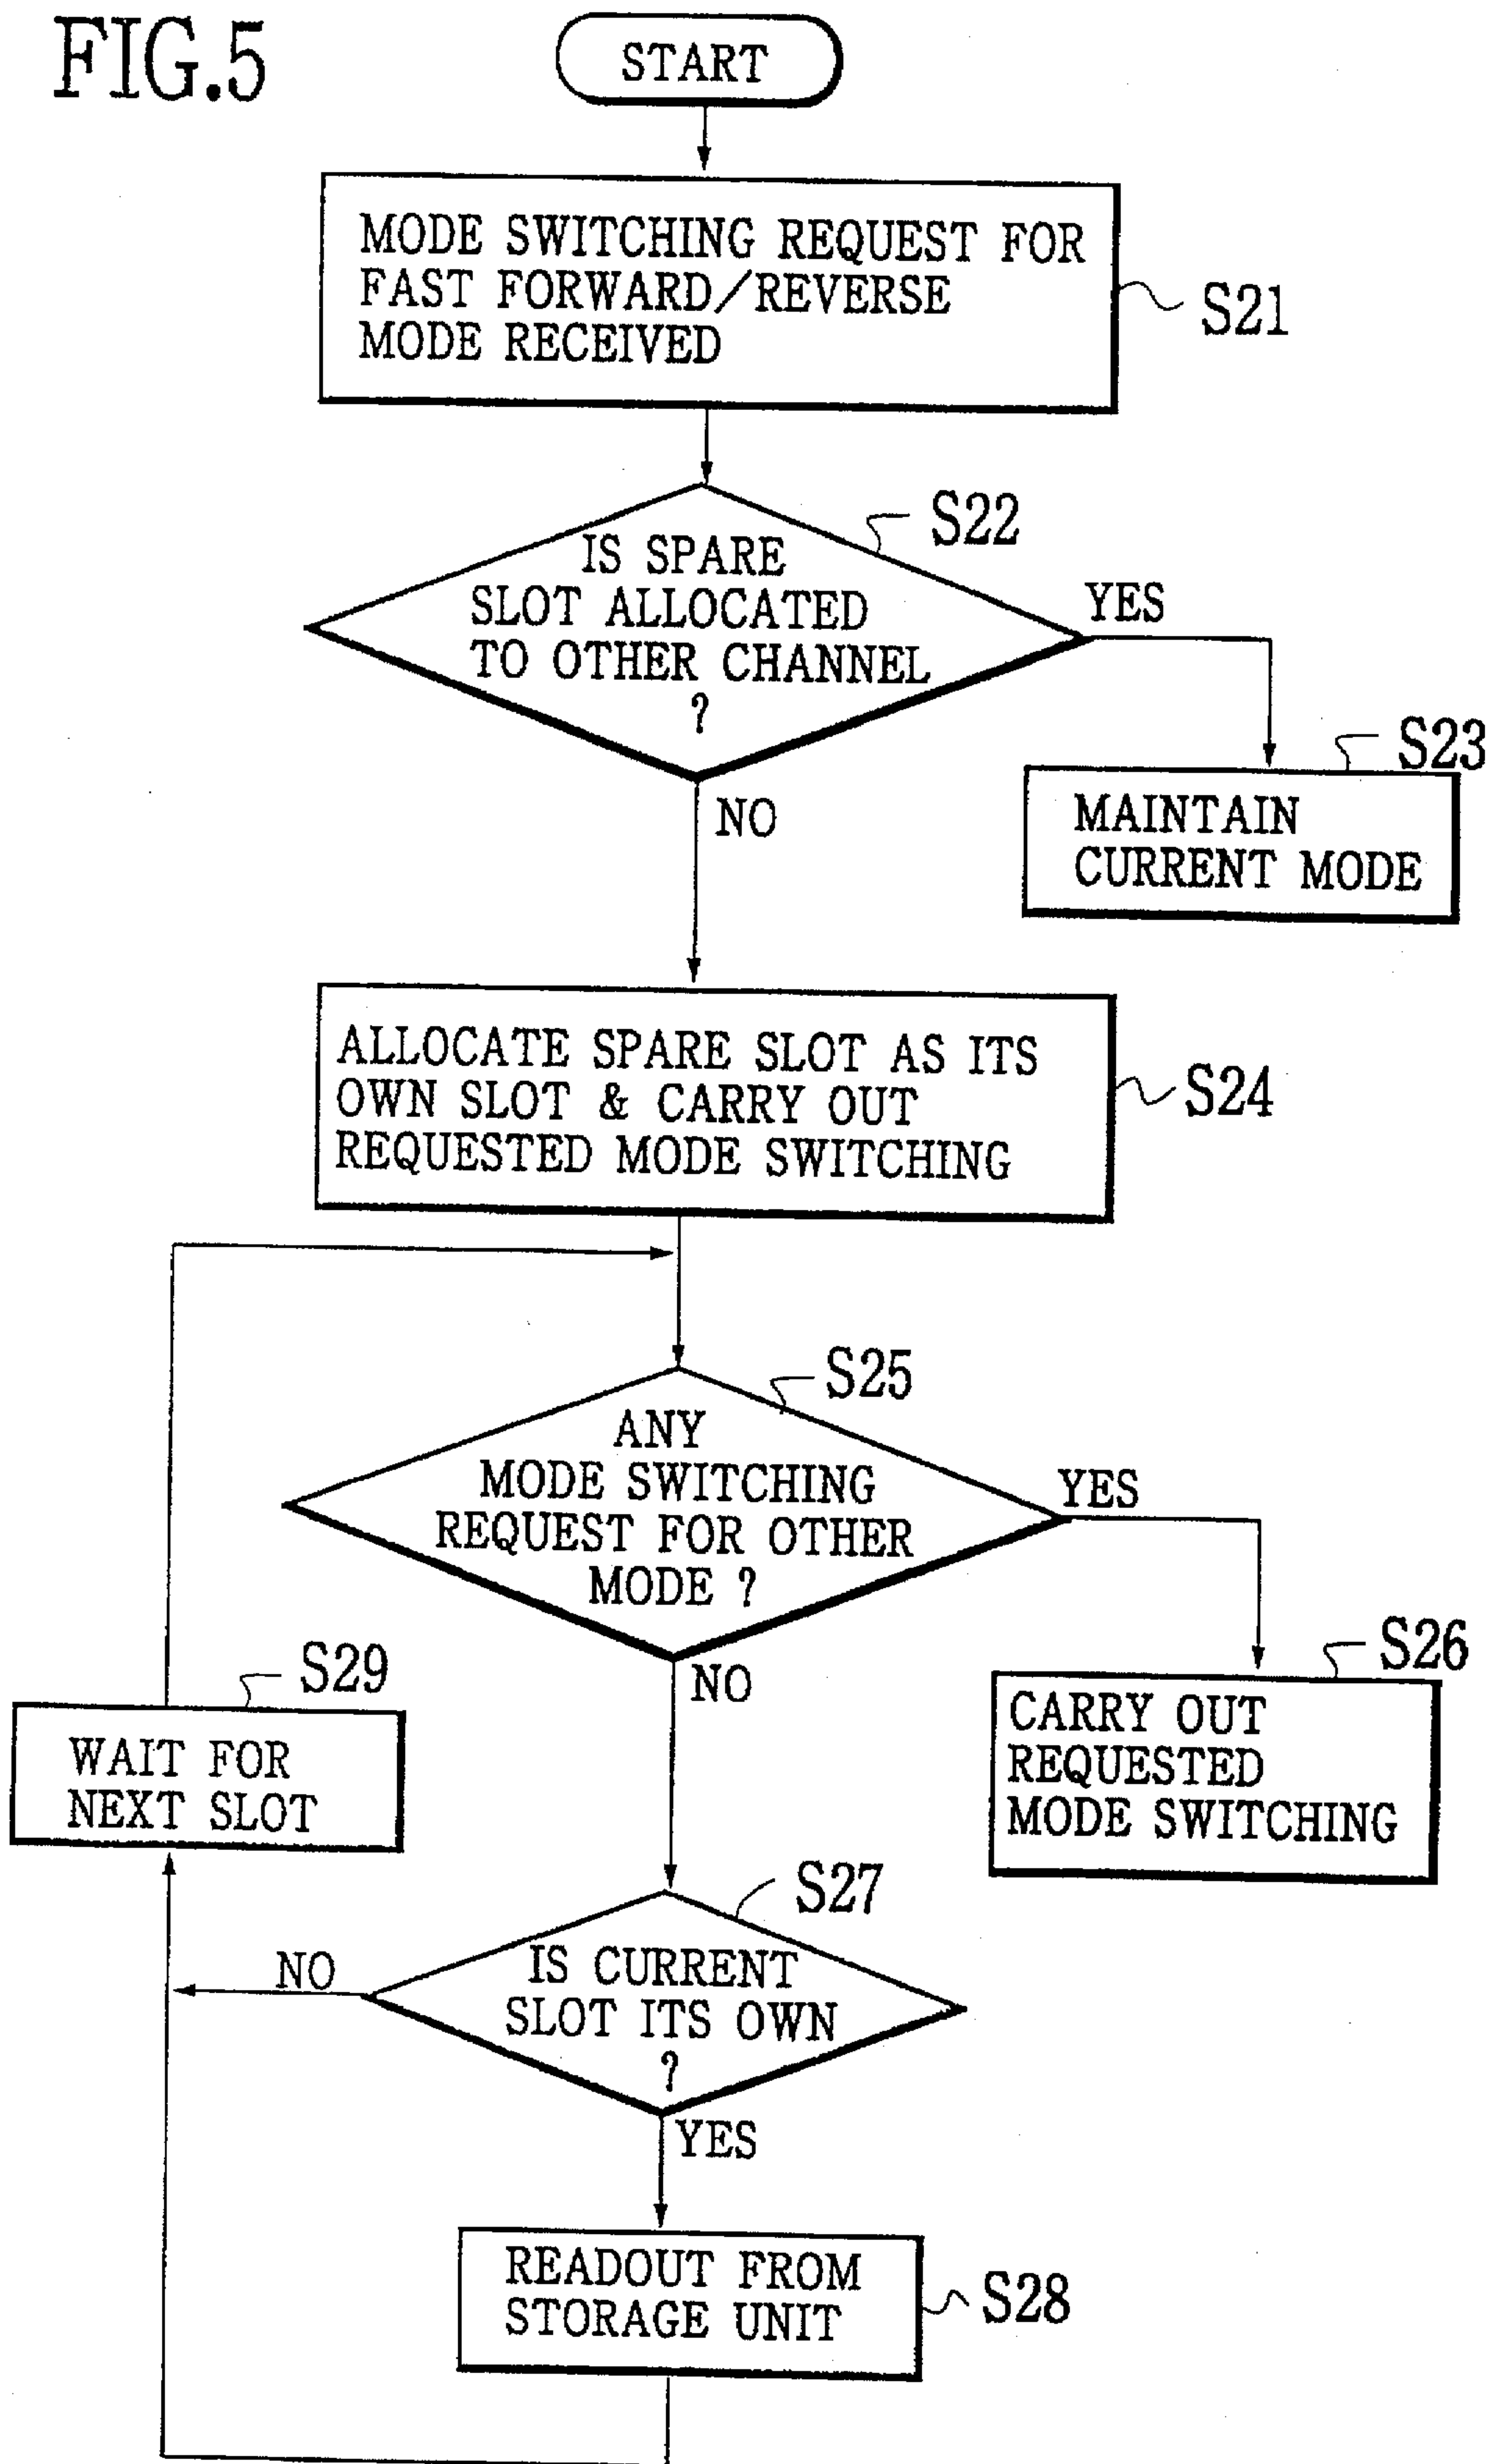 FIG.5
START
MODE SWITCHING REQUEST FOR
FAST FORWARD/REVERSE
MODE RECEIVED
S21
S22
IS SPARE
SLOT ALLOCATED
TO OTHER CHANNEL
?
YES
NO
S23
MAINTAIN
CURRENT MODE
ALLOCATE SPARE SLOT AS ITS
OWN SLOT & CARRY OUT
REQUESTED MODE SWITCHING
S24
S25
ANY
MODE SWITCHING
REQUEST FOR OTHER
MODE ?
YES
NO
S26
CARRY OUT
REQUESTED
MODE SWITCHING
S29
WAIT FOR
NEXT SLOT
S27
IS CURRENT
SLOT ITS OWN
?
NO
YES
READOUT FROM
STORAGE UNIT
S28